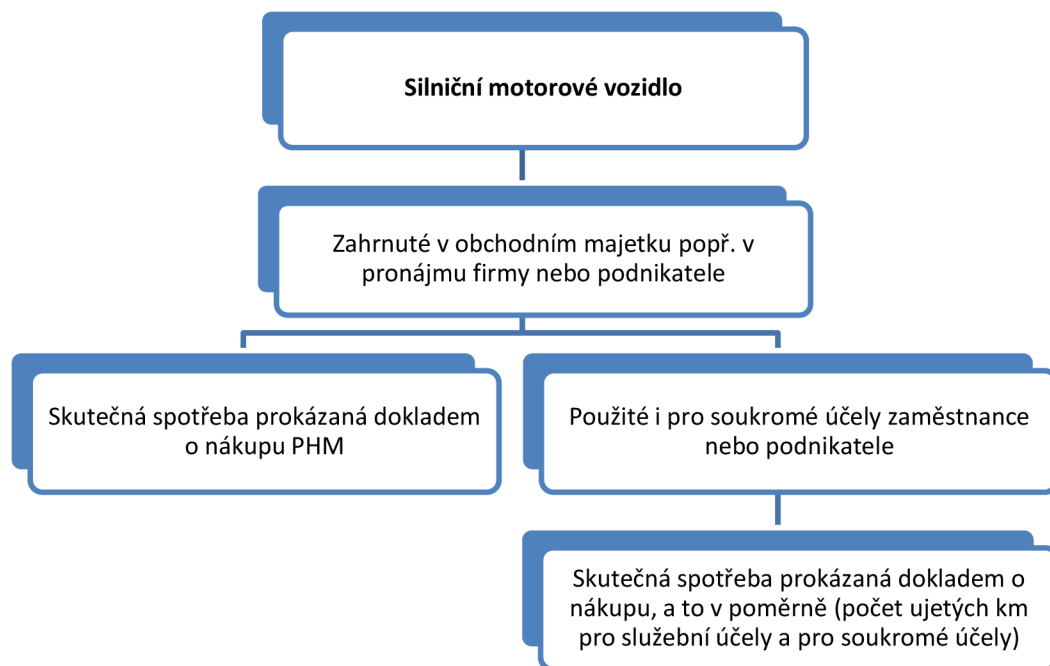 Silniční motorové vozidlo
Zahrnuté v obchodním majetku popř. v
pronájmu firmy nebo podnikatele
Skutečná spotřeba prokázaná dokladem
o nákupu PHM
Použité i pro soukromé účely zaměstnance
nebo podnikatele
Skutečná spotřeba prokázaná dokladem o
nákupu, a to v poměrně (počet ujetých km
pro služební účely a pro soukromé účely)